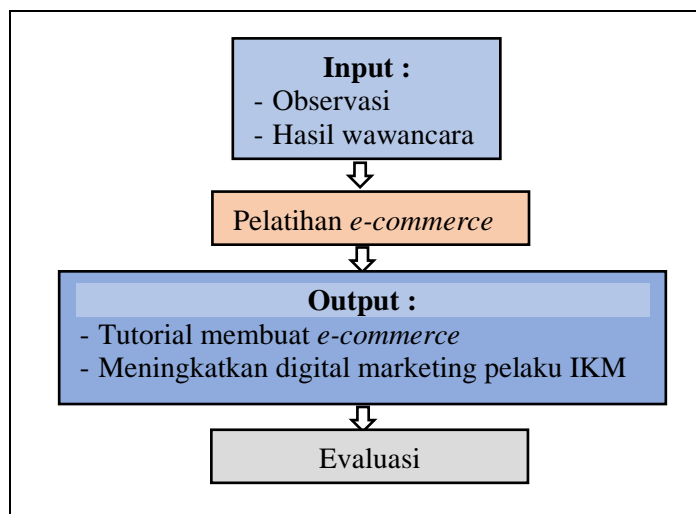 Input :
- Observasi
- Hasil wawancara
Pelatihan e-commerce
Output :
- Tutorial membuat e-commerce
- Meningkatkan digital marketing pelaku IKM
Evaluasi